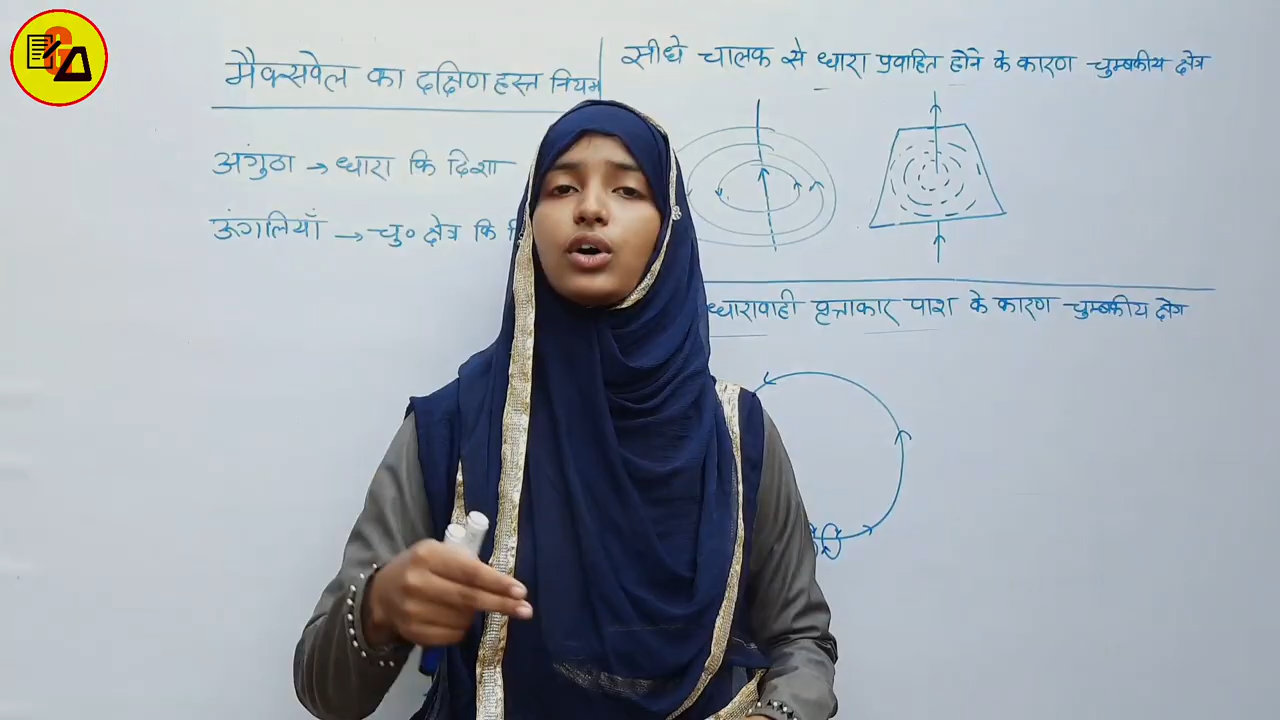 मैक्सवेल का दक्षिण हस्त नियम
अंगुठा → धारा कि दिशा
ऊंगलियाँ → चु० क्षेत्र कि
सीधे चालक से धारा प्रवाहित होने के कारण चुम्बकीय क्षेत्र
धारावाही वृत्ताकार पाश के कारण चुम्बकीय क्षेत्र